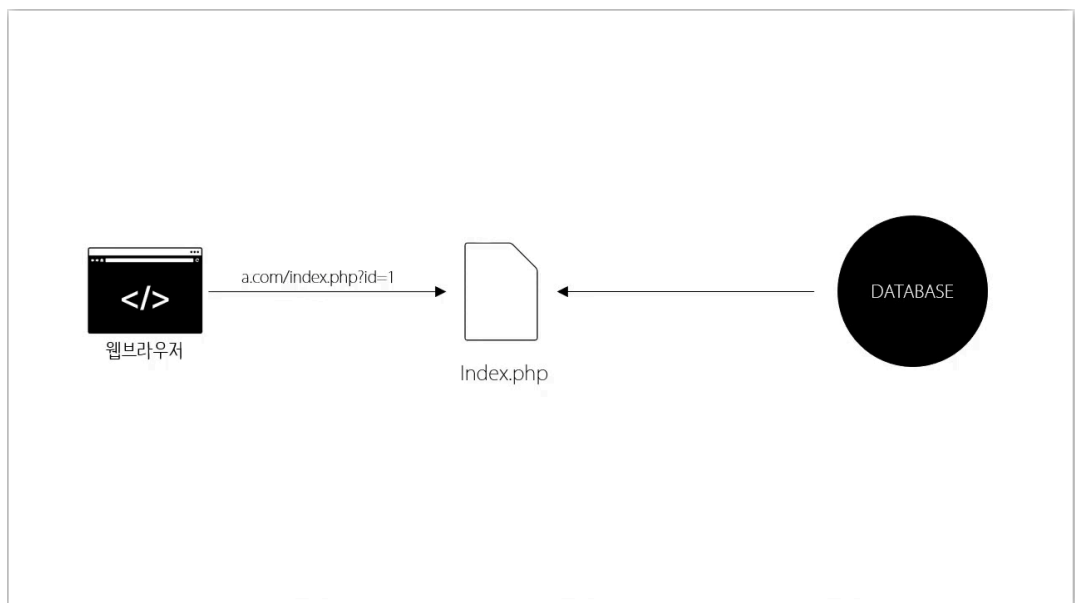 a.com/index.php?id=1
</>
DATABASE
웹브라우저
Index.php